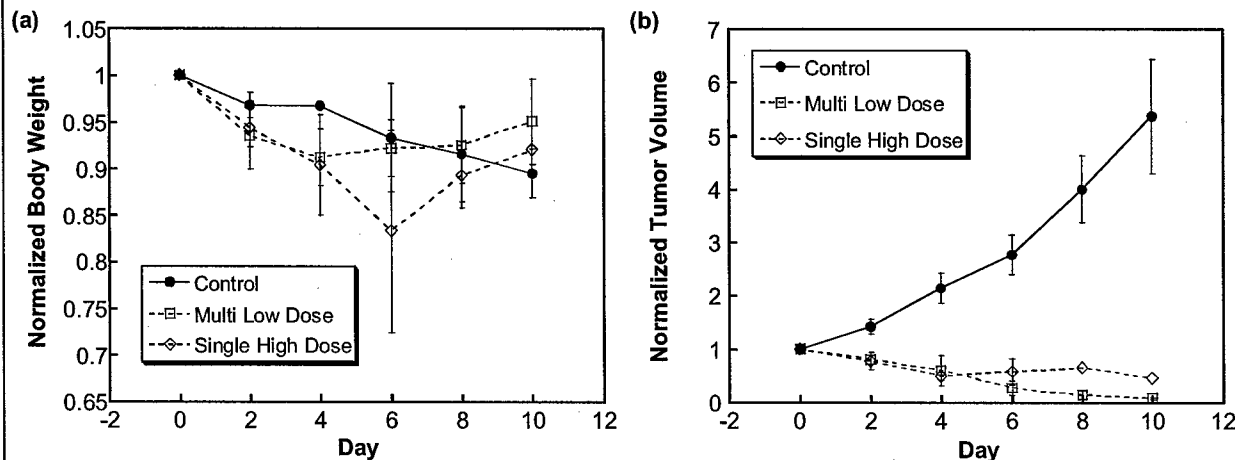 (a)
Normalized Body Weight
1.05
1
0.95
0.9
0.85
0.8
0.75
0.7
0.65
Control
Multi Low Dose
Single High Dose
-2 0 2 4 6 8 10 12
Day
(b)
Normalized Tumor Volume
7
6
5
4
3
2
1
0
Control
Multi Low Dose
Single High Dose
-2 0 2 4 6 8 10 12
Day